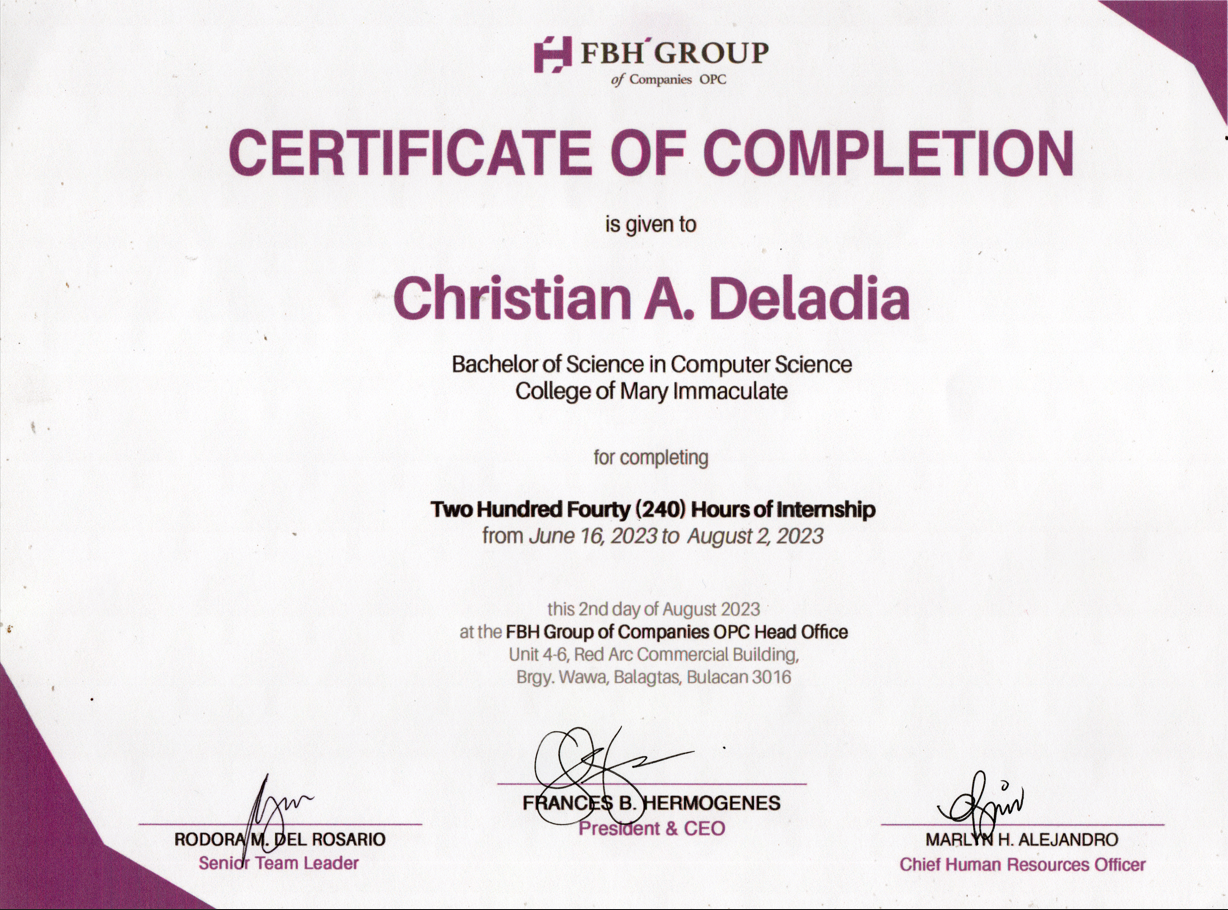 FBH GROUP
of Companies OPC
CERTIFICATE OF COMPLETION
is given to
Christian A. Deladia
Bachelor of Science in Computer Science
College of Mary Immaculate
for completing
Two Hundred Fourty (240) Hours of Internship
from June 16, 2023 to August 2, 2023
this 2nd day of August 2023
at the FBH Group of Companies OPC Head Office
Unit 4-6, Red Arc Commercial Building,
Brgy. Wawa, Balagtas, Bulacan 3016
FRANCES B. HERMOGENES
President & CEO
RODORA M. DEL ROSARIO
Senior Team Leader
MARLYN H. ALEJANDRO
Chief Human Resources Officer